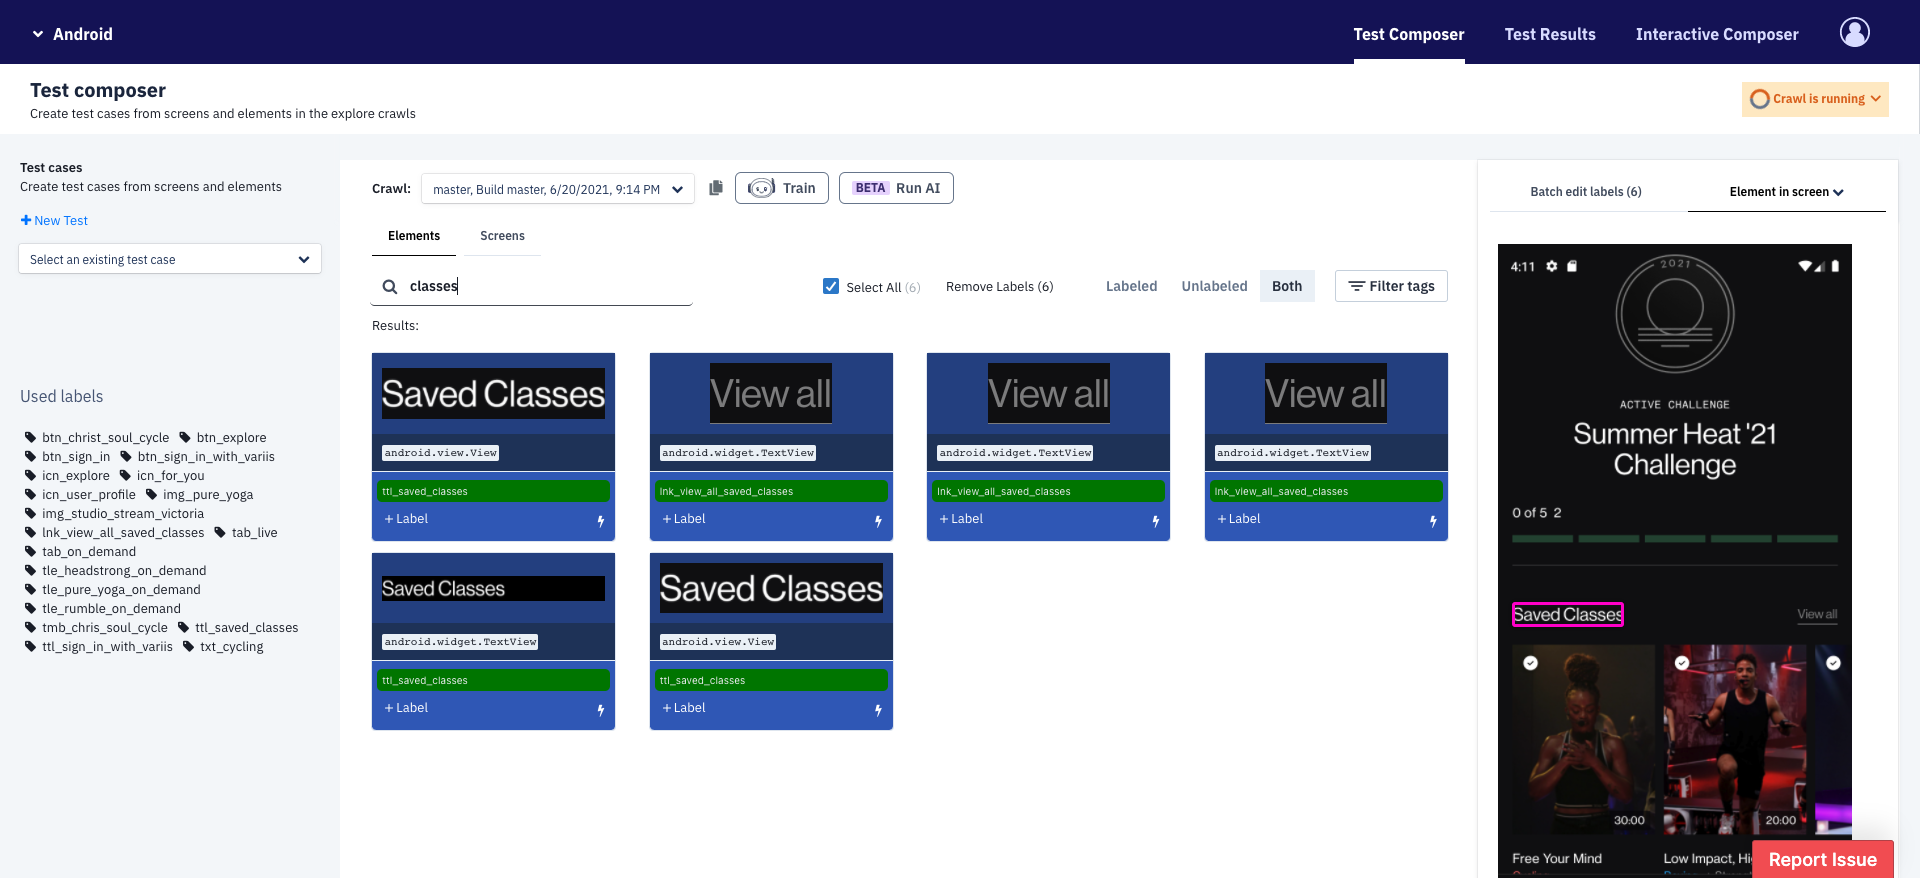 Android
Test Composer
Test Results
Interactive Composer
Test composer
Create test cases from screens and elements in the explore crawls
Crawl is running
Test cases
Create test cases from screens and elements
New Test
Select an existing test case
Used labels
btn_christ_soul_cycle btn_explore
btn_sign_in btn_sign_in_with_variis
icn_explore icn_for_you
icn_user_profile img_pure_yoga
img_studio_stream_victoria
lnk_view_all_saved_classes tab_live
tab_on_demand
tle_headstrong_on_demand
tle_pure_yoga_on_demand
tle_rumble_on_demand
tmb_chris_soul_cycle ttl_saved_classes
ttl_sign_in_with_variis txt_cycling
Crawl: master, Build master, 6/20/2021, 9:14 PM Train BETA Run AI
Elements Screens
classes Select All (6) Remove Labels (6) Labeled Unlabeled Both Filter tags
Results:
Saved Classes
android.view.View
ttl_saved_classes
+ Label
View all
android.widget.TextView
lnk_view_all_saved_classes
+ Label
View all
android.widget.TextView
lnk_view_all_saved_classes
+ Label
View all
android.widget.TextView
lnk_view_all_saved_classes
+ Label
Saved Classes
android.widget.TextView
ttl_saved_classes
+ Label
Saved Classes
android.view.View
ttl_saved_classes
+ Label
Batch edit labels (6) Element in screen
4:11
2021
ACTIVE CHALLENGE
Summer Heat '21
Challenge
0 of 5 2
Saved Classes View all
30:00 20:00
Free Your Mind Low Impact,
Report Issue